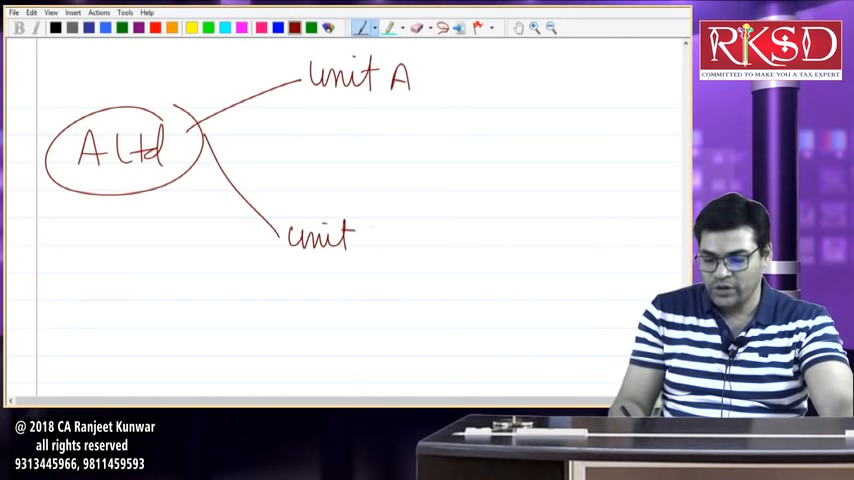 File Edit View Insert Actions Tools Help
B I
RKSD
COMMITTED TO MAKE YOU A TAX EXPERT
unit A
A Ltd
unit
@ 2018 CA Ranjeet Kunwar
all rights reserved
9313445966, 9811459593